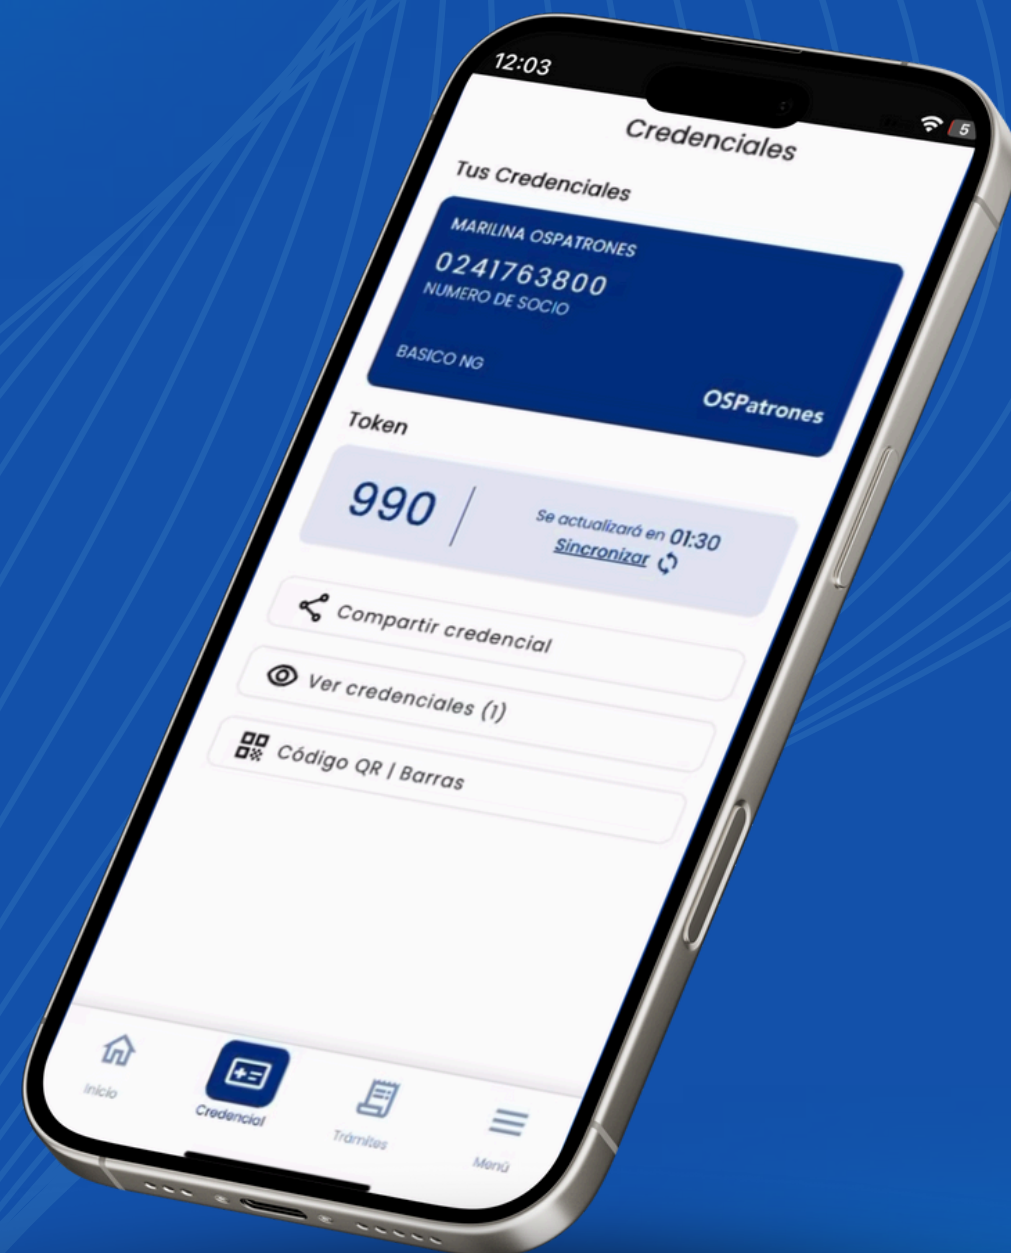 12:03
5
Credenciales
Tus Credenciales
MARILINA OSPATRONES
0241763800
NUMERO DE SOCIO
BASICO NG
OSPatrones
Token
990
Se actualizará en 01:30
Sincronizar
Compartir credencial
Ver credenciales (1)
Código QR | Barras
Inicio
Credencial
Trámites
Menú